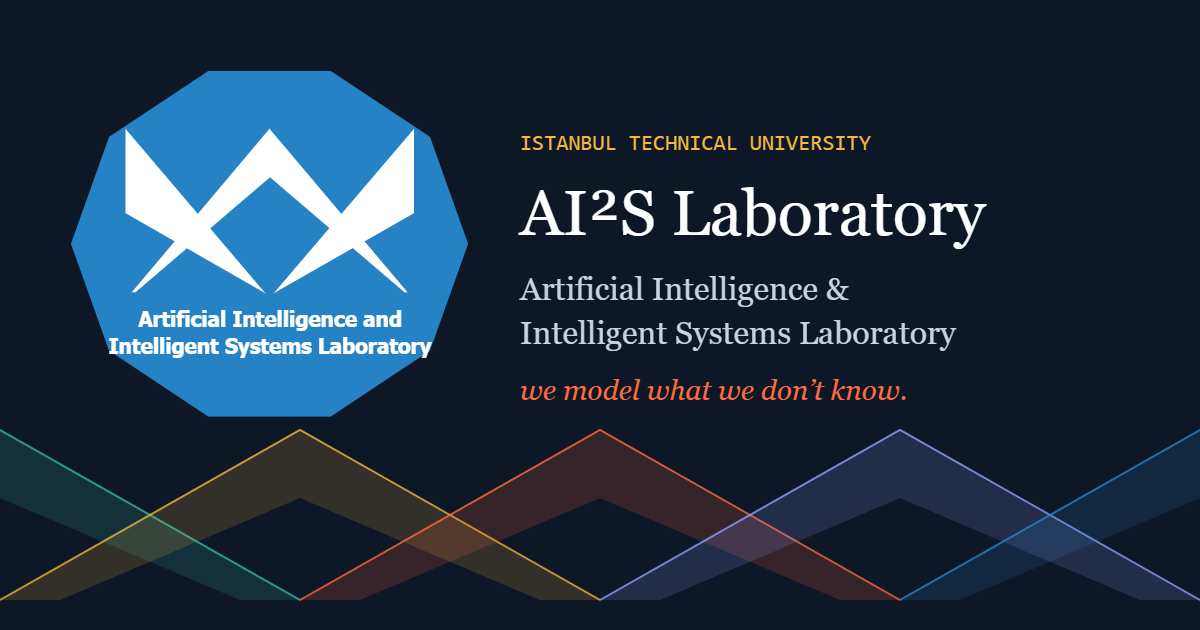 Artificial Intelligence and
Intelligent Systems Laboratory
ISTANBUL TECHNICAL UNIVERSITY
AI²S Laboratory
Artificial Intelligence &
Intelligent Systems Laboratory
we model what we don’t know.